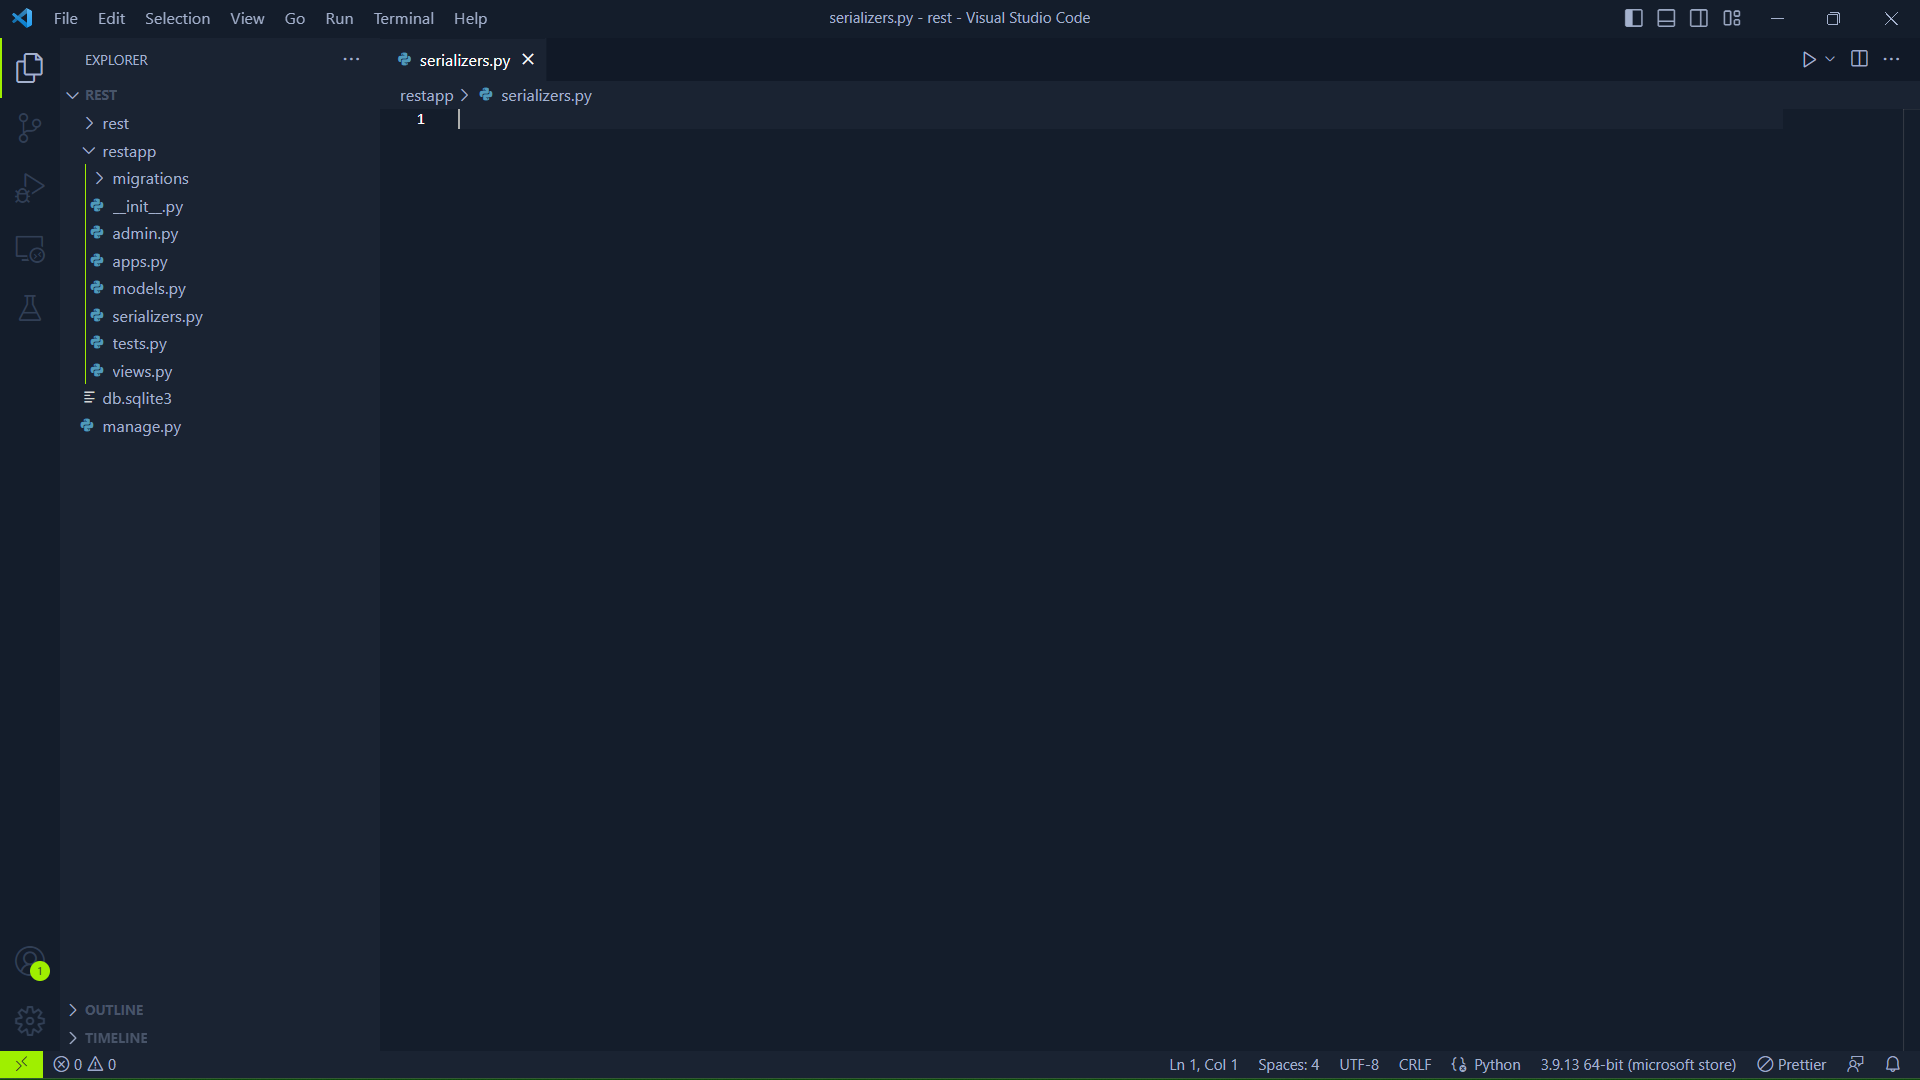 File Edit Selection View Go Run Terminal Help
serializers.py - rest - Visual Studio Code
EXPLORER
serializers.py
REST
restapp > serializers.py
1
rest
restapp
migrations
__init__.py
admin.py
apps.py
models.py
serializers.py
tests.py
views.py
db.sqlite3
manage.py
1
OUTLINE
TIMELINE
0 0
Ln 1, Col 1 Spaces: 4 UTF-8 CRLF Python 3.9.13 64-bit (microsoft store) Prettier